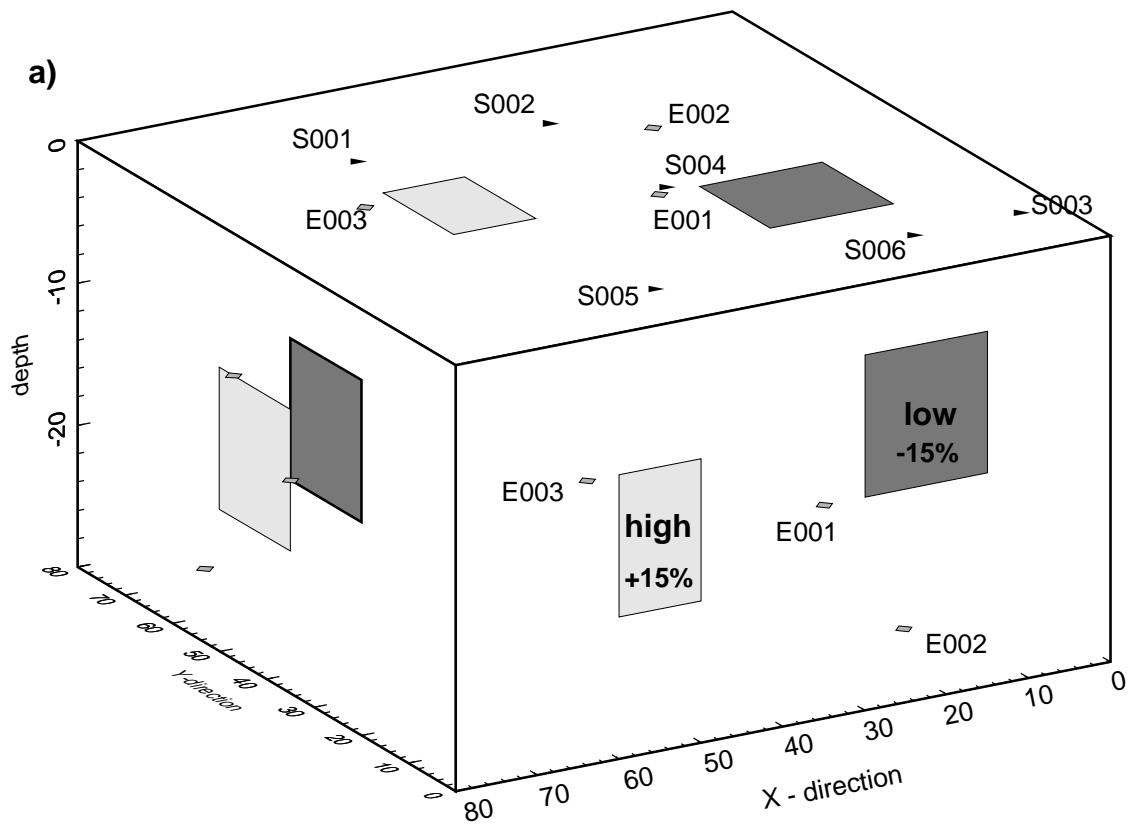 a)
S002
E002
S001
S004
E003
E001
S003
S006
S005
0
-10
-20
depth
low
-15%
E003
high
+15%
E001
E002
80
70
60
50
40
30
20
10
0
Y-direction
80
70
60
50
40
30
20
10
0
X - direction